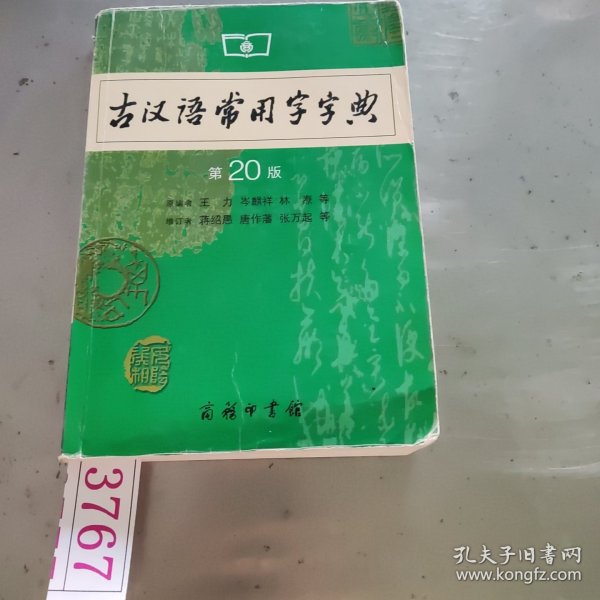 古汉语常用字字典
第20版
原编者 王 力 岑麒祥 林 焘 等
增订者 蒋绍愚 唐作藩 张万起 等
商务印书馆
3767
孔夫子旧书网
www.kongfz.com